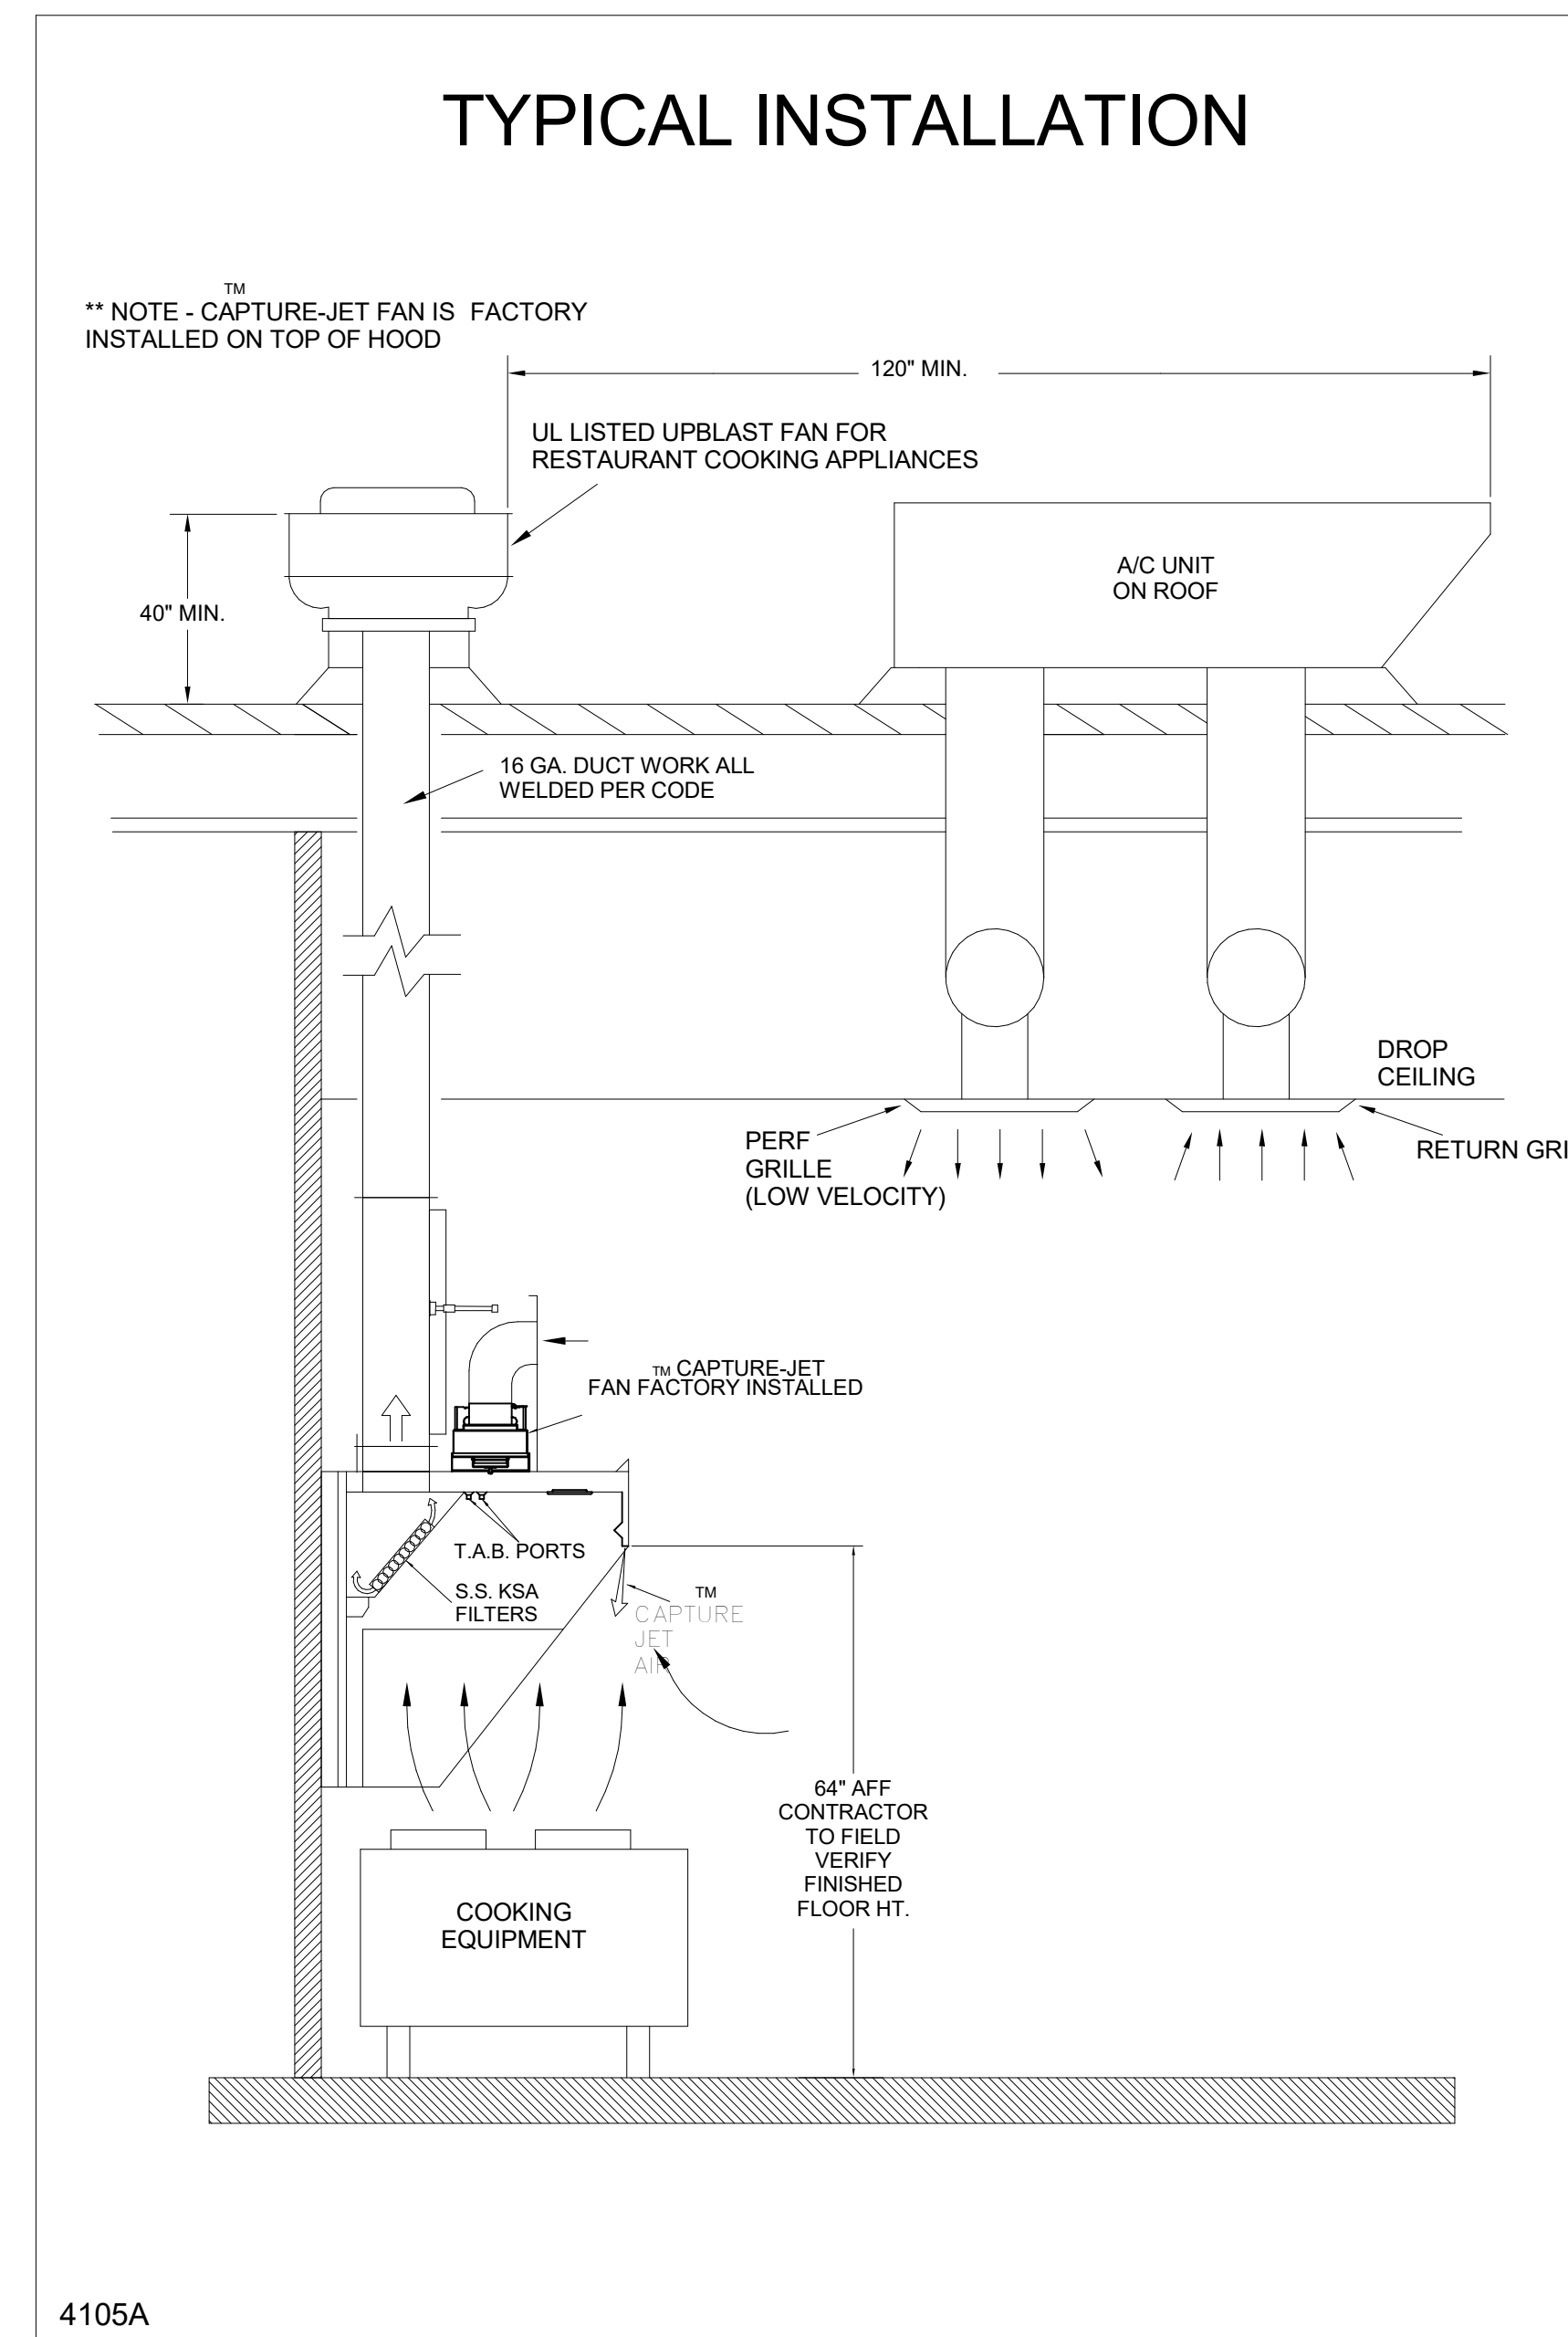 TYPICAL INSTALLATION
TM
** NOTE - CAPTURE-JET FAN IS FACTORY
INSTALLED ON TOP OF HOOD
120" MIN.
UL LISTED UPBLAST FAN FOR
RESTAURANT COOKING APPLIANCES
A/C UNIT
ON ROOF
40" MIN.
16 GA. DUCT WORK ALL
WELDED PER CODE
DROP
CEILING
PERF
GRILLE
(LOW VELOCITY)
RETURN GRI
TM CAPTURE-JET
FAN FACTORY INSTALLED
T.A.B. PORTS
S.S. KSA
FILTERS
TM
CAPTURE
JET
AIR
64" AFF
CONTRACTOR
TO FIELD
VERIFY
FINISHED
FLOOR HT.
COOKING
EQUIPMENT
4105A